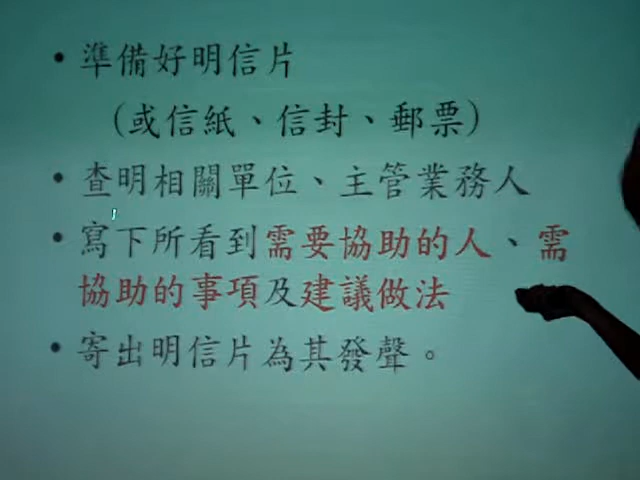 • 準備好明信片
(或信紙、信封、郵票)
• 查明相關單位、主管業務人
• 寫下所看到需要協助的人、需
協助的事項及建議做法
• 寄出明信片為其發聲。